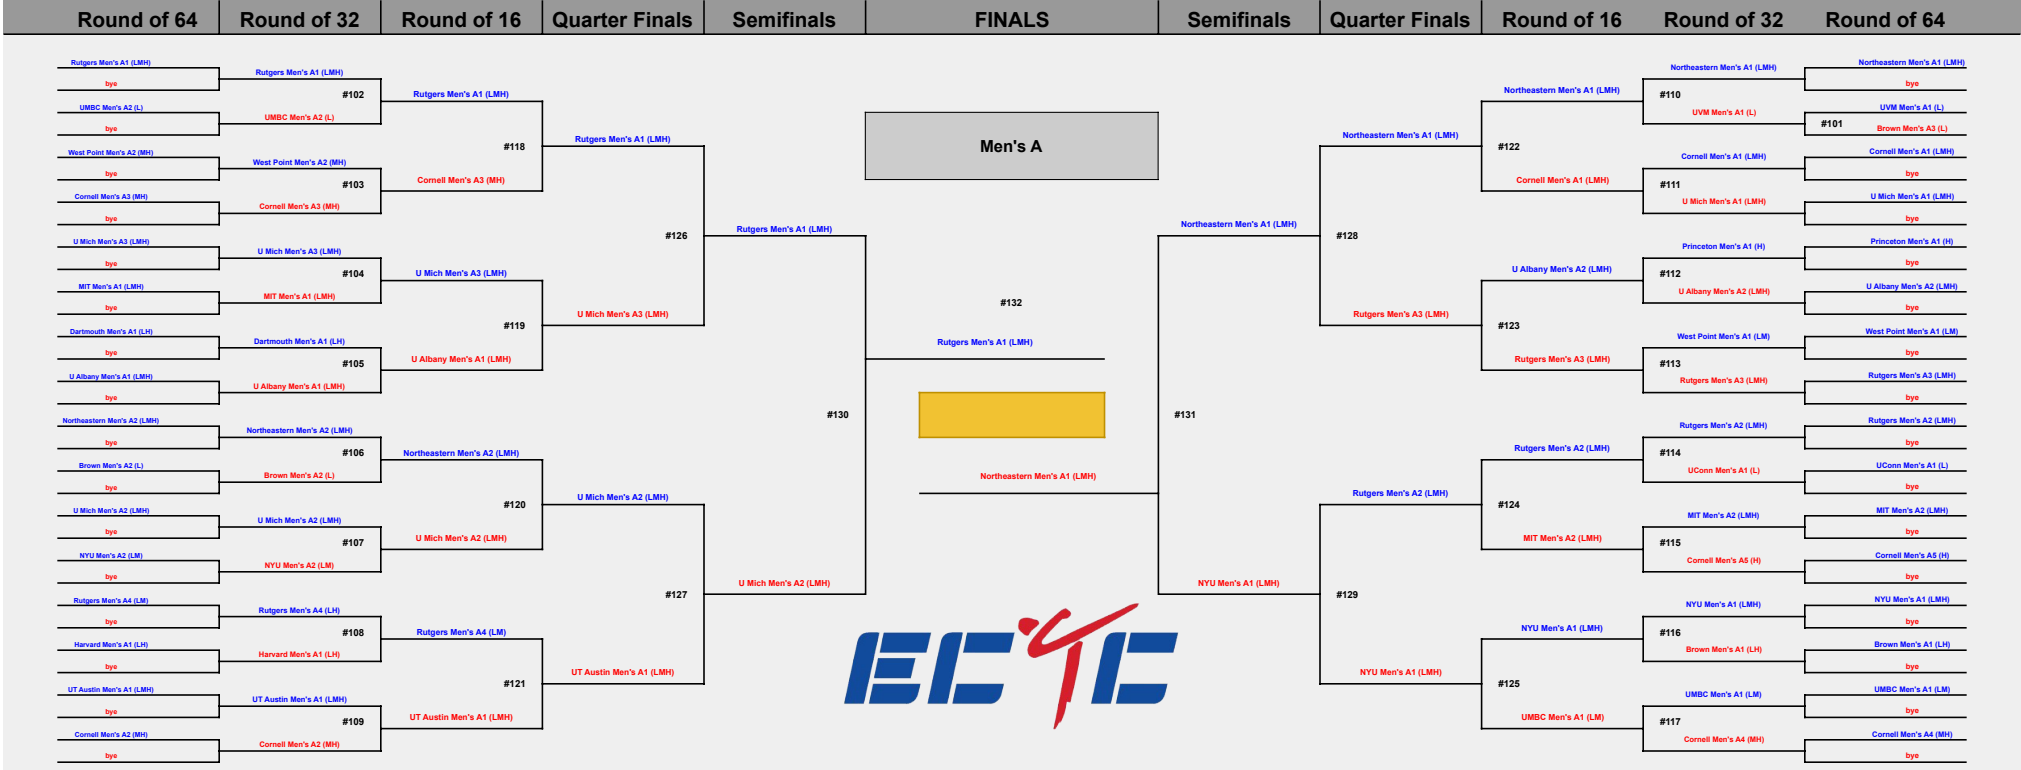 Round of 64
Round of 32
Round of 16
Quarter Finals
Semifinals
FINALS
Semifinals
Quarter Finals
Round of 16
Round of 32
Round of 64
Rutgers Men's A1 (LMH)
bye
UMBC Men's A2 (L)
bye
West Point Men's A2 (MH)
bye
Cornell Men's A3 (MH)
bye
U Mich Men's A3 (LMH)
bye
MIT Men's A1 (LMH)
bye
Dartmouth Men's A1 (LH)
bye
U Albany Men's A1 (LMH)
bye
Northeastern Men's A2 (LMH)
bye
Brown Men's A2 (L)
bye
U Mich Men's A2 (LMH)
bye
NYU Men's A2 (LM)
bye
Rutgers Men's A4 (LM)
bye
Harvard Men's A1 (LH)
bye
UT Austin Men's A1 (LMH)
bye
Cornell Men's A2 (MH)
bye
Rutgers Men's A1 (LMH)
#102
UMBC Men's A2 (L)
West Point Men's A2 (MH)
#103
Cornell Men's A3 (MH)
U Mich Men's A3 (LMH)
#104
MIT Men's A1 (LMH)
Dartmouth Men's A1 (LH)
#105
U Albany Men's A1 (LMH)
Northeastern Men's A2 (LMH)
#106
Brown Men's A2 (L)
U Mich Men's A2 (LMH)
#107
NYU Men's A2 (LM)
Rutgers Men's A4 (LH)
#108
Harvard Men's A1 (LH)
UT Austin Men's A1 (LMH)
#109
Cornell Men's A2 (MH)
Rutgers Men's A1 (LMH)
#118
Cornell Men's A3 (MH)
U Mich Men's A3 (LMH)
#119
U Albany Men's A1 (LMH)
Northeastern Men's A2 (LMH)
#120
U Mich Men's A2 (LMH)
Rutgers Men's A4 (LM)
#121
UT Austin Men's A1 (LMH)
Rutgers Men's A1 (LMH)
#126
U Mich Men's A3 (LMH)
U Mich Men's A2 (LMH)
#127
UT Austin Men's A1 (LMH)
Rutgers Men's A1 (LMH)
#130
U Mich Men's A2 (LMH)
Men's A
#132
Rutgers Men's A1 (LMH)
Northeastern Men's A1 (LMH)
ECTC
Northeastern Men's A1 (LMH)
#131
NYU Men's A1 (LMH)
Northeastern Men's A1 (LMH)
#128
Rutgers Men's A3 (LMH)
Rutgers Men's A2 (LMH)
#129
NYU Men's A1 (LMH)
Northeastern Men's A1 (LMH)
#122
Cornell Men's A1 (LMH)
U Albany Men's A2 (LMH)
#123
Rutgers Men's A3 (LMH)
Rutgers Men's A2 (LMH)
#124
MIT Men's A2 (LMH)
NYU Men's A1 (LMH)
#125
UMBC Men's A1 (LM)
Northeastern Men's A1 (LMH)
#110
UVM Men's A1 (L)
Cornell Men's A1 (LMH)
#111
U Mich Men's A1 (LMH)
Princeton Men's A1 (H)
#112
U Albany Men's A2 (LMH)
West Point Men's A1 (LM)
#113
Rutgers Men's A3 (LMH)
Rutgers Men's A2 (LMH)
#114
UConn Men's A1 (L)
MIT Men's A2 (LMH)
#115
Cornell Men's A5 (H)
NYU Men's A1 (LMH)
#116
Brown Men's A1 (LH)
UMBC Men's A1 (LM)
#117
Cornell Men's A4 (MH)
Northeastern Men's A1 (LMH)
bye
UVM Men's A1 (L)
#101
Brown Men's A3 (L)
Cornell Men's A1 (LMH)
bye
U Mich Men's A1 (LMH)
bye
Princeton Men's A1 (H)
bye
U Albany Men's A2 (LMH)
bye
West Point Men's A1 (LM)
bye
Rutgers Men's A3 (LMH)
bye
Rutgers Men's A2 (LMH)
bye
UConn Men's A1 (L)
bye
MIT Men's A2 (LMH)
bye
Cornell Men's A5 (H)
bye
NYU Men's A1 (LMH)
bye
Brown Men's A1 (LH)
bye
UMBC Men's A1 (LM)
bye
Cornell Men's A4 (MH)
bye